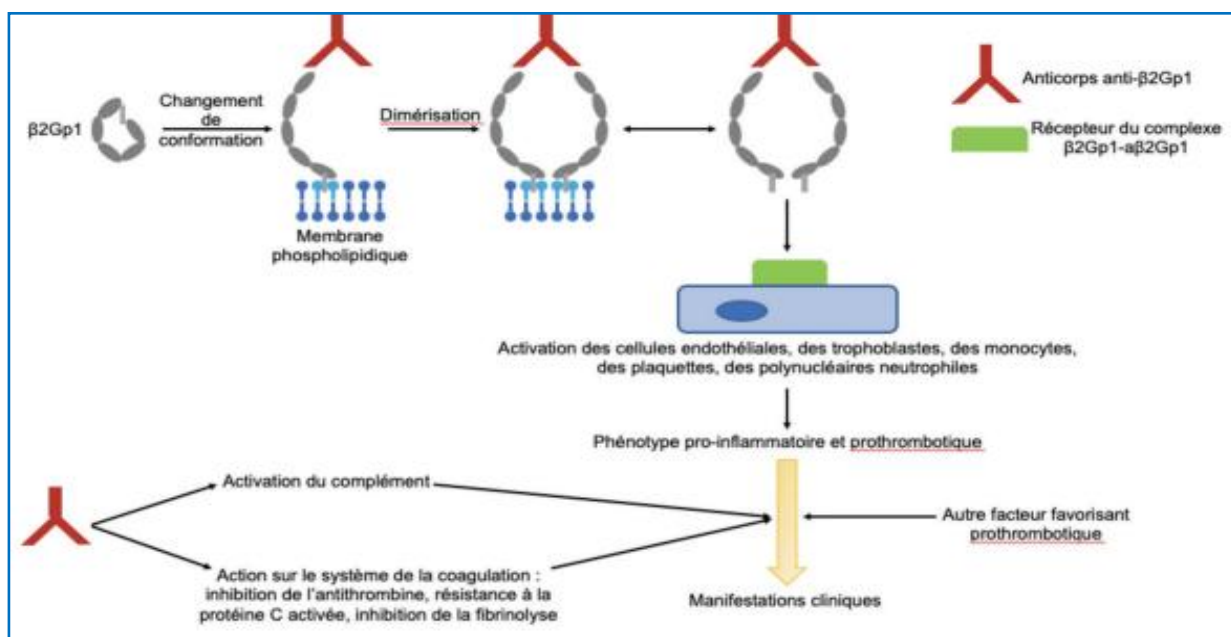 β2Gp1
Changement
de
conformation
Dimérisation
Membrane
phospholipidique
Anticorps anti-β2Gp1
Récepteur du complexe
β2Gp1-aβ2Gp1
Activation des cellules endothéliales, des trophoblastes, des monocytes,
des plaquettes, des polynucléaires neutrophiles
Phénotype pro-inflammatoire et prothrombotique
Activation du complément
Autre facteur favorisant
prothrombotique
Action sur le système de la coagulation :
inhibition de l'antithrombine, résistance à la
protéine C activée, inhibition de la fibrinolyse
Manifestations cliniques